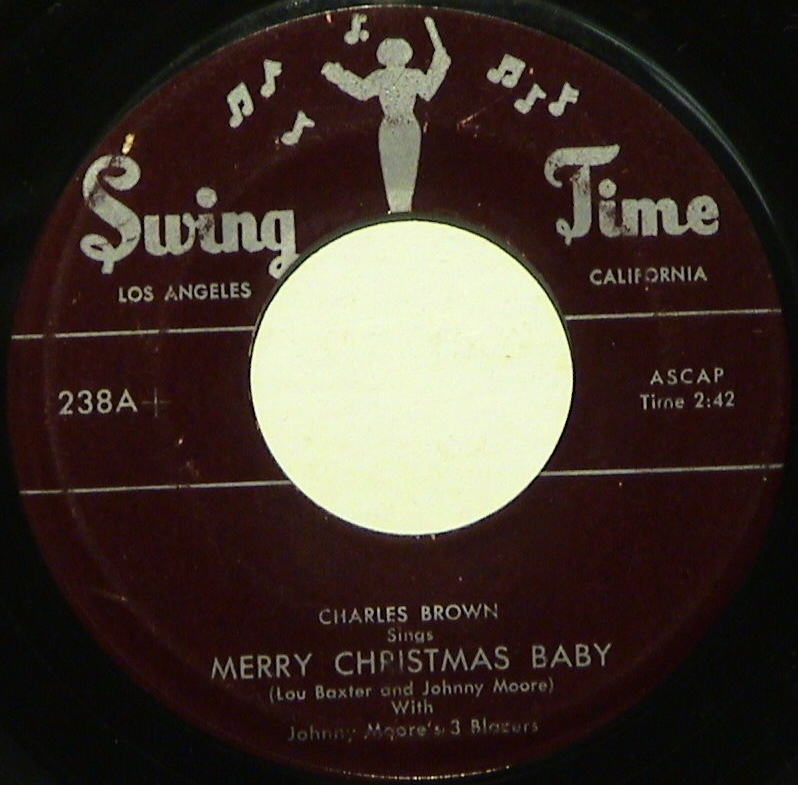 Swing Time
LOS ANGELES CALIFORNIA
238A+ ASCAP
Time 2:42
CHARLES BROWN
Sings
MERRY CHRISTMAS BABY
(Lou Baxter and Johnny Moore)
With
Johnny Moore's 3 Blazers